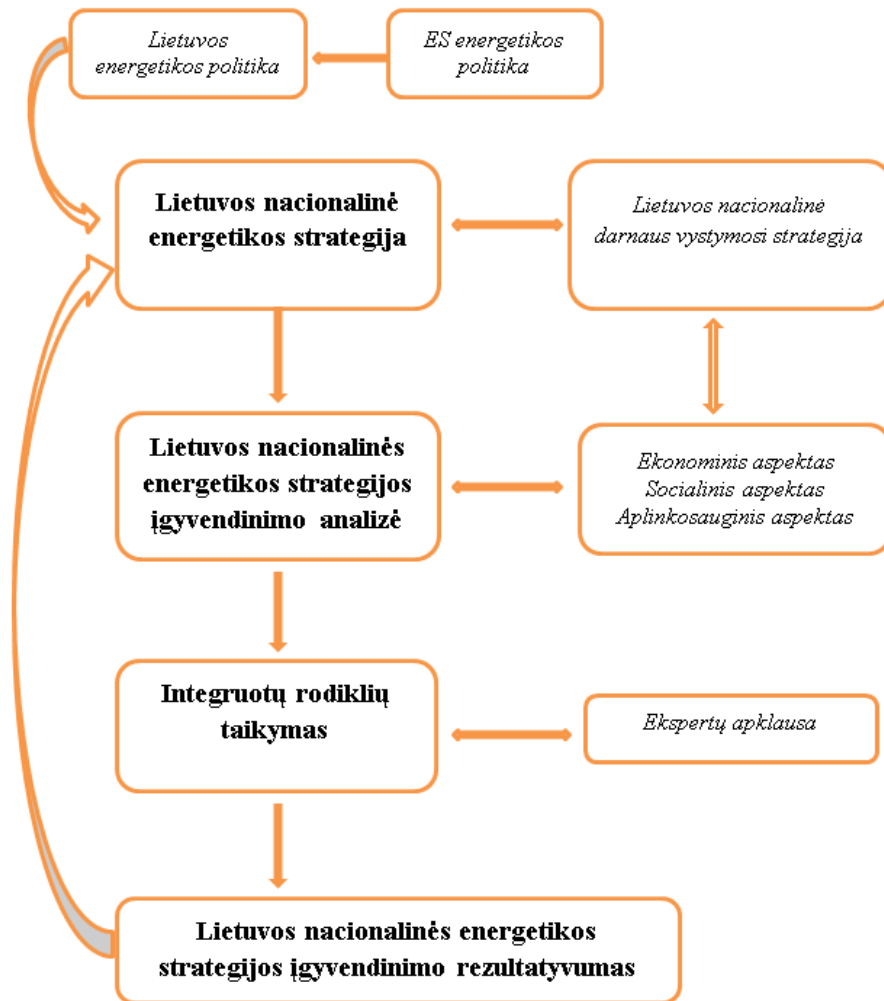 Lietuvos
energetikos politika
ES energetikos
politika
Lietuvos nacionalinė
energetikos strategija
Lietuvos nacionalinė
darnaus vystymosi strategija
Lietuvos nacionalinės
energetikos strategijos
įgyvendinimo analizė
Ekonominis aspektas
Socialinis aspektas
Aplinkosauginis aspektas
Integruotų rodiklių
taikymas
Ekspertų apklausa
Lietuvos nacionalinės energetikos
strategijos įgyvendinimo rezultatyvumas